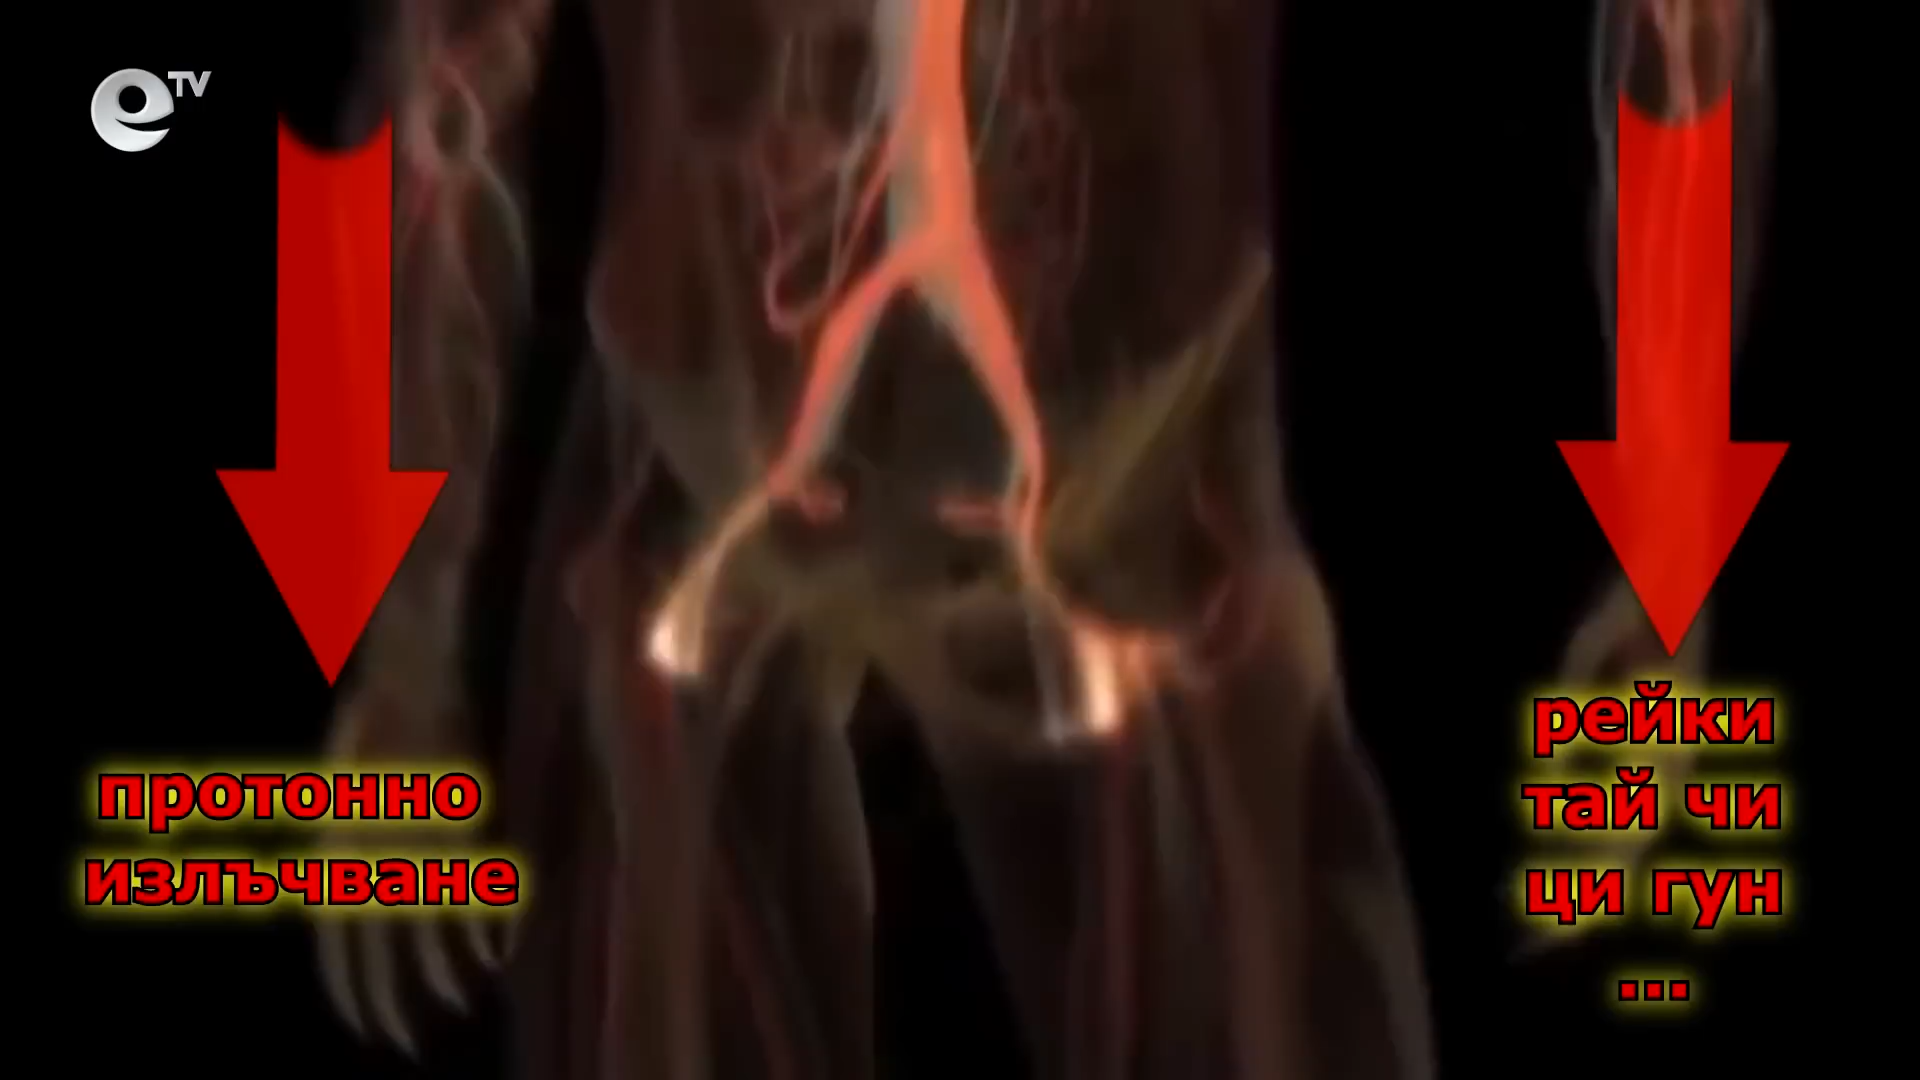 eTV
протонно
излъчване
рейки
тай чи
ци гун
...